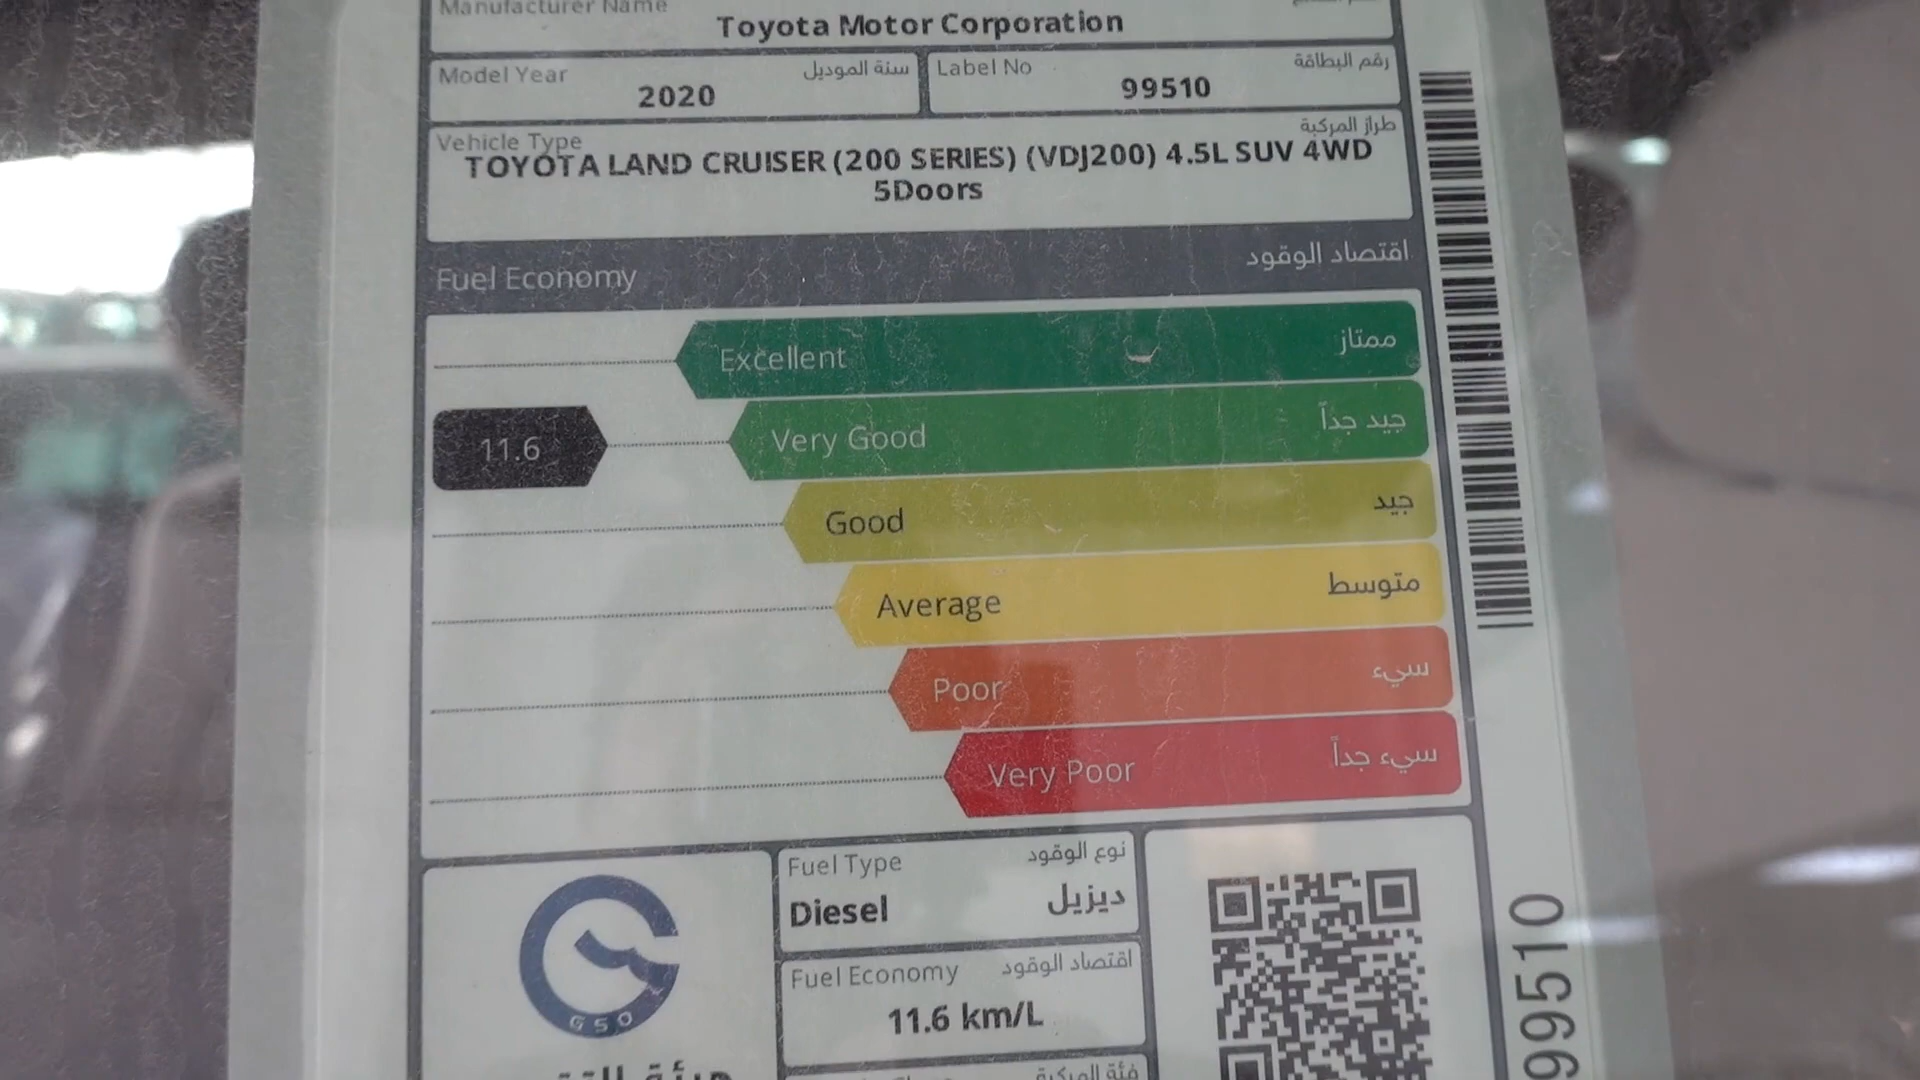 Manufacturer Name
Toyota Motor Corporation
Model Year سنة الموديل
2020
Label No رقم البطاقة
99510
Vehicle Type طراز المركبة
TOYOTA LAND CRUISER (200 SERIES) (VDJ200) 4.5L SUV 4WD
5Doors
Fuel Economy اقتصاد الوقود
Excellent ممتاز
11.6 Very Good جيد جداً
Good جيد
Average متوسط
Poor سيء
Very Poor سيء جداً
GSO
Fuel Type نوع الوقود
Diesel ديزيل
Fuel Economy اقتصاد الوقود
11.6 km/L
فئة المركبة
99510